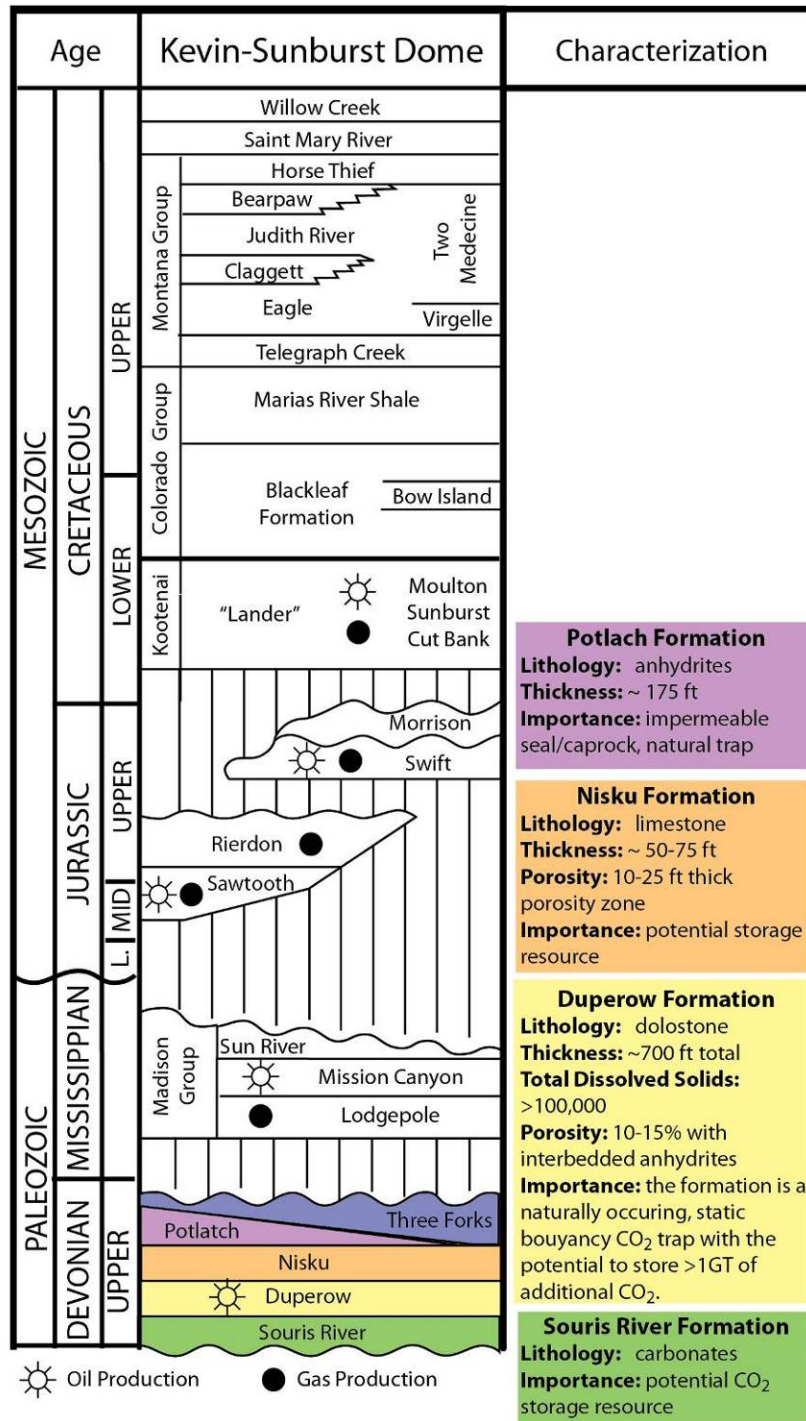 Age
Kevin-Sunburst Dome
Characterization
MESOZOIC
CRETACEOUS
UPPER
LOWER
Montana Group
Colorado Group
Kootenai
Willow Creek
Saint Mary River
Horse Thief
Bearpaw
Judith River
Claggett
Eagle
Two
Medecine
Virgelle
Telegraph Creek
Marias River Shale
Blackleaf
Formation
Bow Island
"Lander"
Moulton
Sunburst
Cut Bank
JURASSIC
UPPER
MID
L.
Morrison
Swift
Rierdon
Sawtooth
PALEOZOIC
MISSISSIPPIAN
Madison
Group
Sun River
Mission Canyon
Lodgepole
DEVONIAN
UPPER
Three Forks
Potlatch
Nisku
Duperow
Souris River
Oil Production
Gas Production
Potlach Formation
Lithology: anhydrites
Thickness: ~ 175 ft
Importance: impermeable
seal/caprock, natural trap
Nisku Formation
Lithology: limestone
Thickness: ~ 50-75 ft
Porosity: 10-25 ft thick
porosity zone
Importance: potential storage
resource
Duperow Formation
Lithology: dolostone
Thickness: ~700 ft total
Total Dissolved Solids:
>100,000
Porosity: 10-15% with
interbedded anhydrites
Importance: the formation is a
naturally occuring, static
bouyancy CO₂ trap with the
potential to store >1GT of
additional CO₂.
Souris River Formation
Lithology: carbonates
Importance: potential CO₂
storage resource